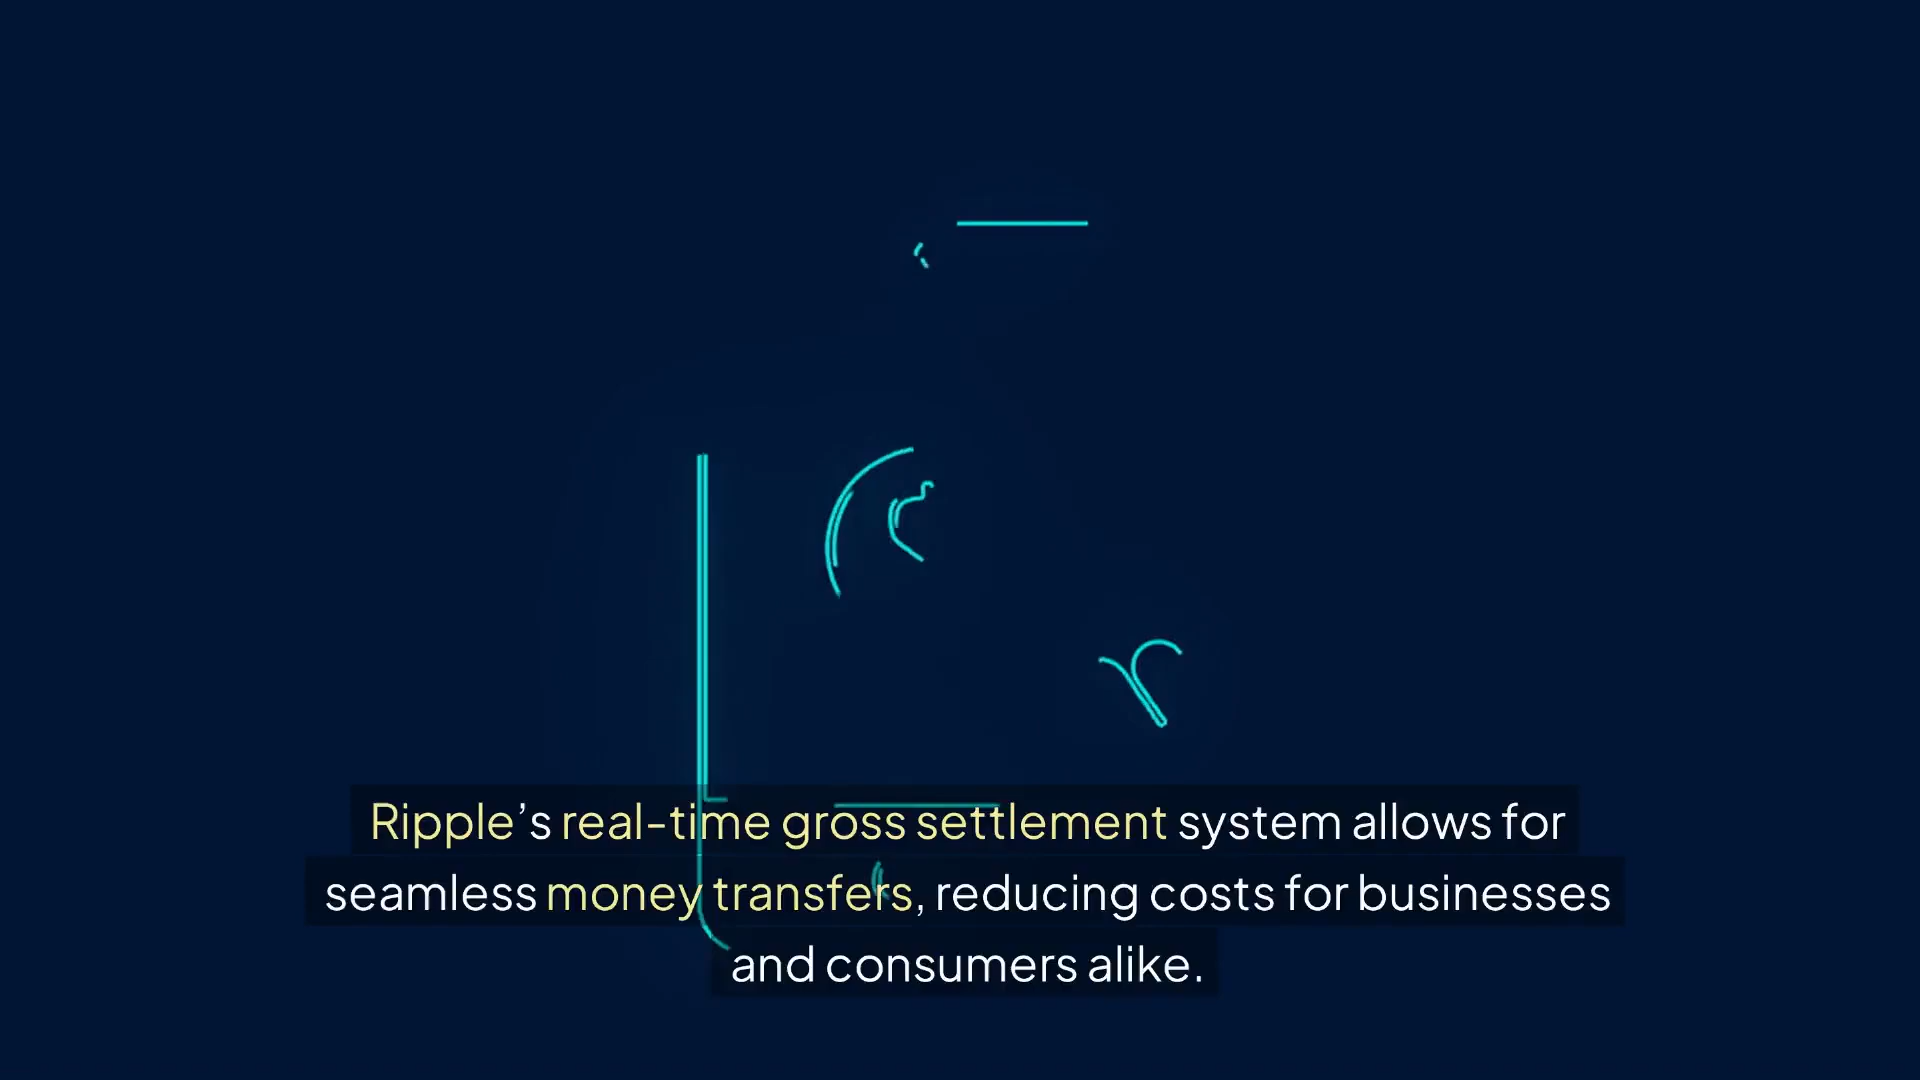 Ripple’s real-time gross settlement system allows for
seamless money transfers, reducing costs for businesses
and consumers alike.